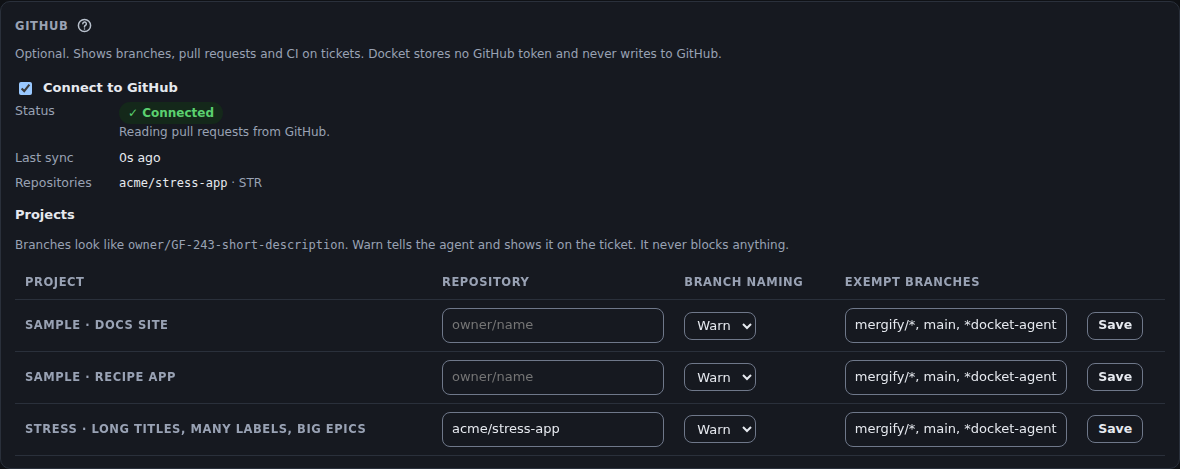 GITHUB ?
Optional. Shows branches, pull requests and CI on tickets. Docket stores no GitHub token and never writes to GitHub.
Connect to GitHub
Status ✓ Connected
Reading pull requests from GitHub.
Last sync 0s ago
Repositories acme/stress-app · STR
Projects
Branches look like owner/GF-243-short-description. Warn tells the agent and shows it on the ticket. It never blocks anything.
PROJECT REPOSITORY BRANCH NAMING EXEMPT BRANCHES
SAMPLE · DOCS SITE owner/name Warn mergify/*, main, *docket-agent Save
SAMPLE · RECIPE APP owner/name Warn mergify/*, main, *docket-agent Save
STRESS · LONG TITLES, MANY LABELS, BIG EPICS acme/stress-app Warn mergify/*, main, *docket-agent Save